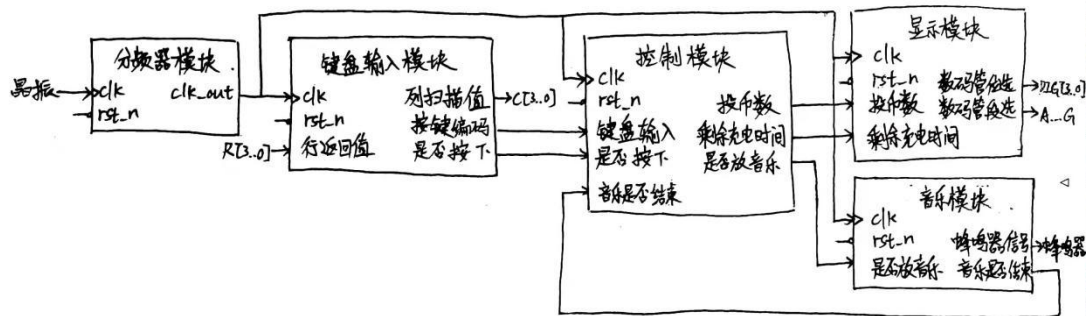 分频器模块
晶振
clk
clk_out
rst_n
键盘输入模块
clk
列扫描值
C[3..0]
rst_n
按键编码
R[3..0]
行返回值
是否按下
控制模块
clk
rst_n
投币数
键盘输入
剩余充电时间
是否按下
是否放音乐
音乐是否结束
显示模块
clk
rst_n
数码管位选
DIG[3..0]
投币数
数码管段选
A...G
剩余充电时间
音乐模块
clk
rst_n
蜂鸣器信号
蜂鸣器
是否放音乐
音乐是否结束